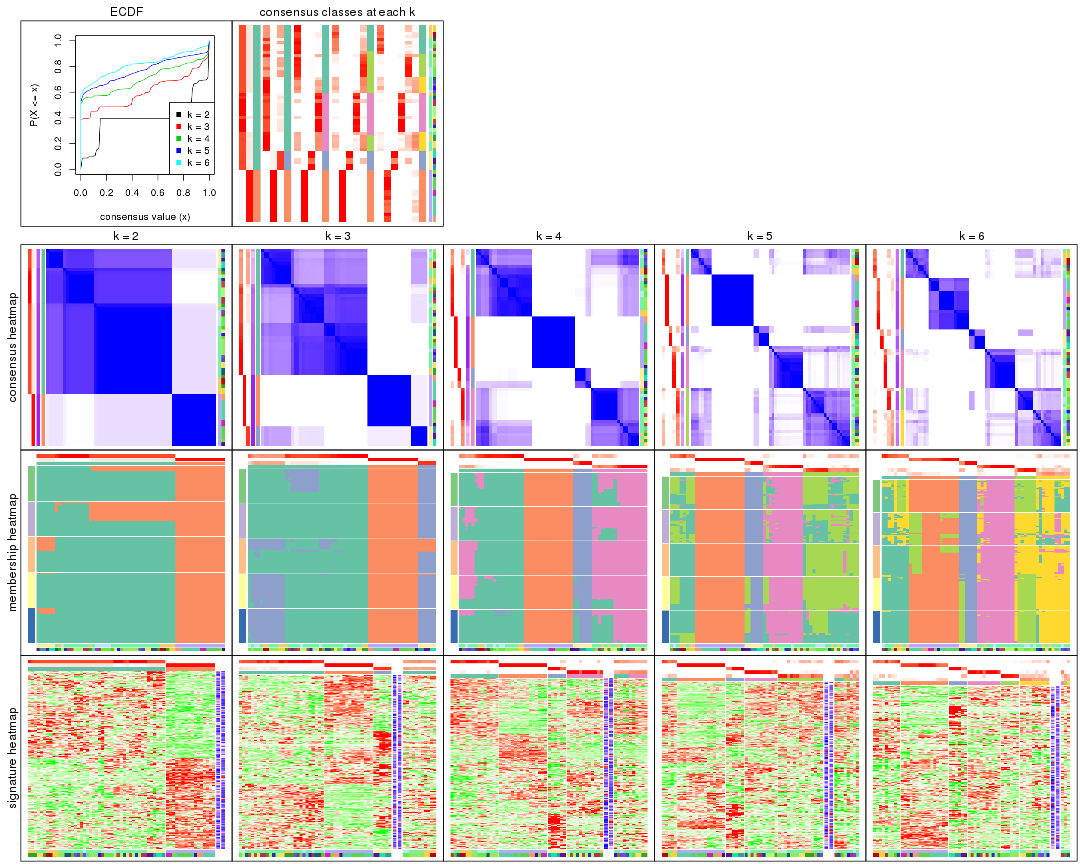 ECDF
consensus classes at each k
P(X <= x)
0.0
0.2
0.4
0.6
0.8
1.0
k = 2
k = 3
k = 4
k = 5
k = 6
0.0 0.2 0.4 0.6 0.8 1.0
consensus value (x)
k = 2
k = 3
k = 4
k = 5
k = 6
consensus heatmap
membership heatmap
signature heatmap